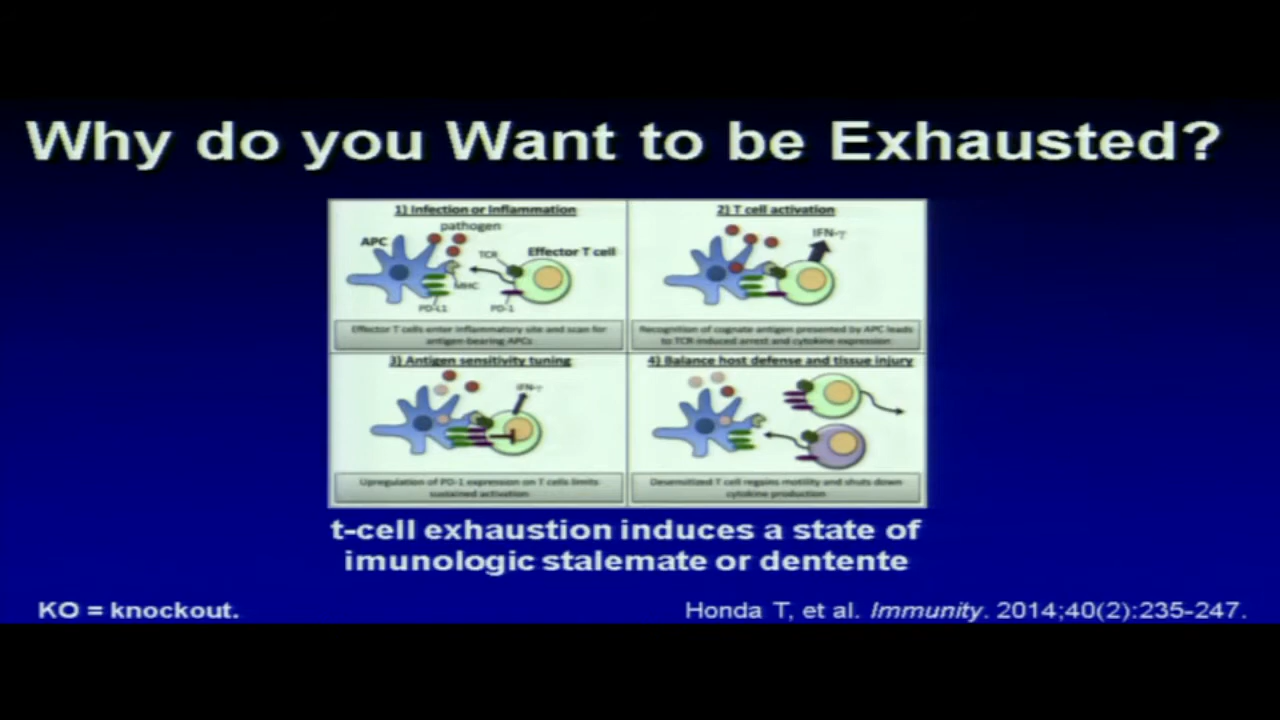 Why do you Want to be Exhausted?
1) Infection or Inflammation
pathogen
APC
TCR
Effector T cell
MHC
PD-L1
PD-1
Effector T cells enter inflammatory site and scan for
antigen-bearing APCs
2) T cell activation
IFN-γ
Recognition of cognate antigen presented by APC leads
to TCR-induced arrest and cytokine expression
3) Antigen sensitivity tuning
IFN-γ
Upregulation of PD-1 expression on T cells limits
sustained activation
4) Balance host defense and tissue injury
Desensitized T cell regains motility and shuts down
cytokine production
t-cell exhaustion induces a state of
imunologic stalemate or dentente
KO = knockout.
Honda T, et al. Immunity. 2014;40(2):235-247.